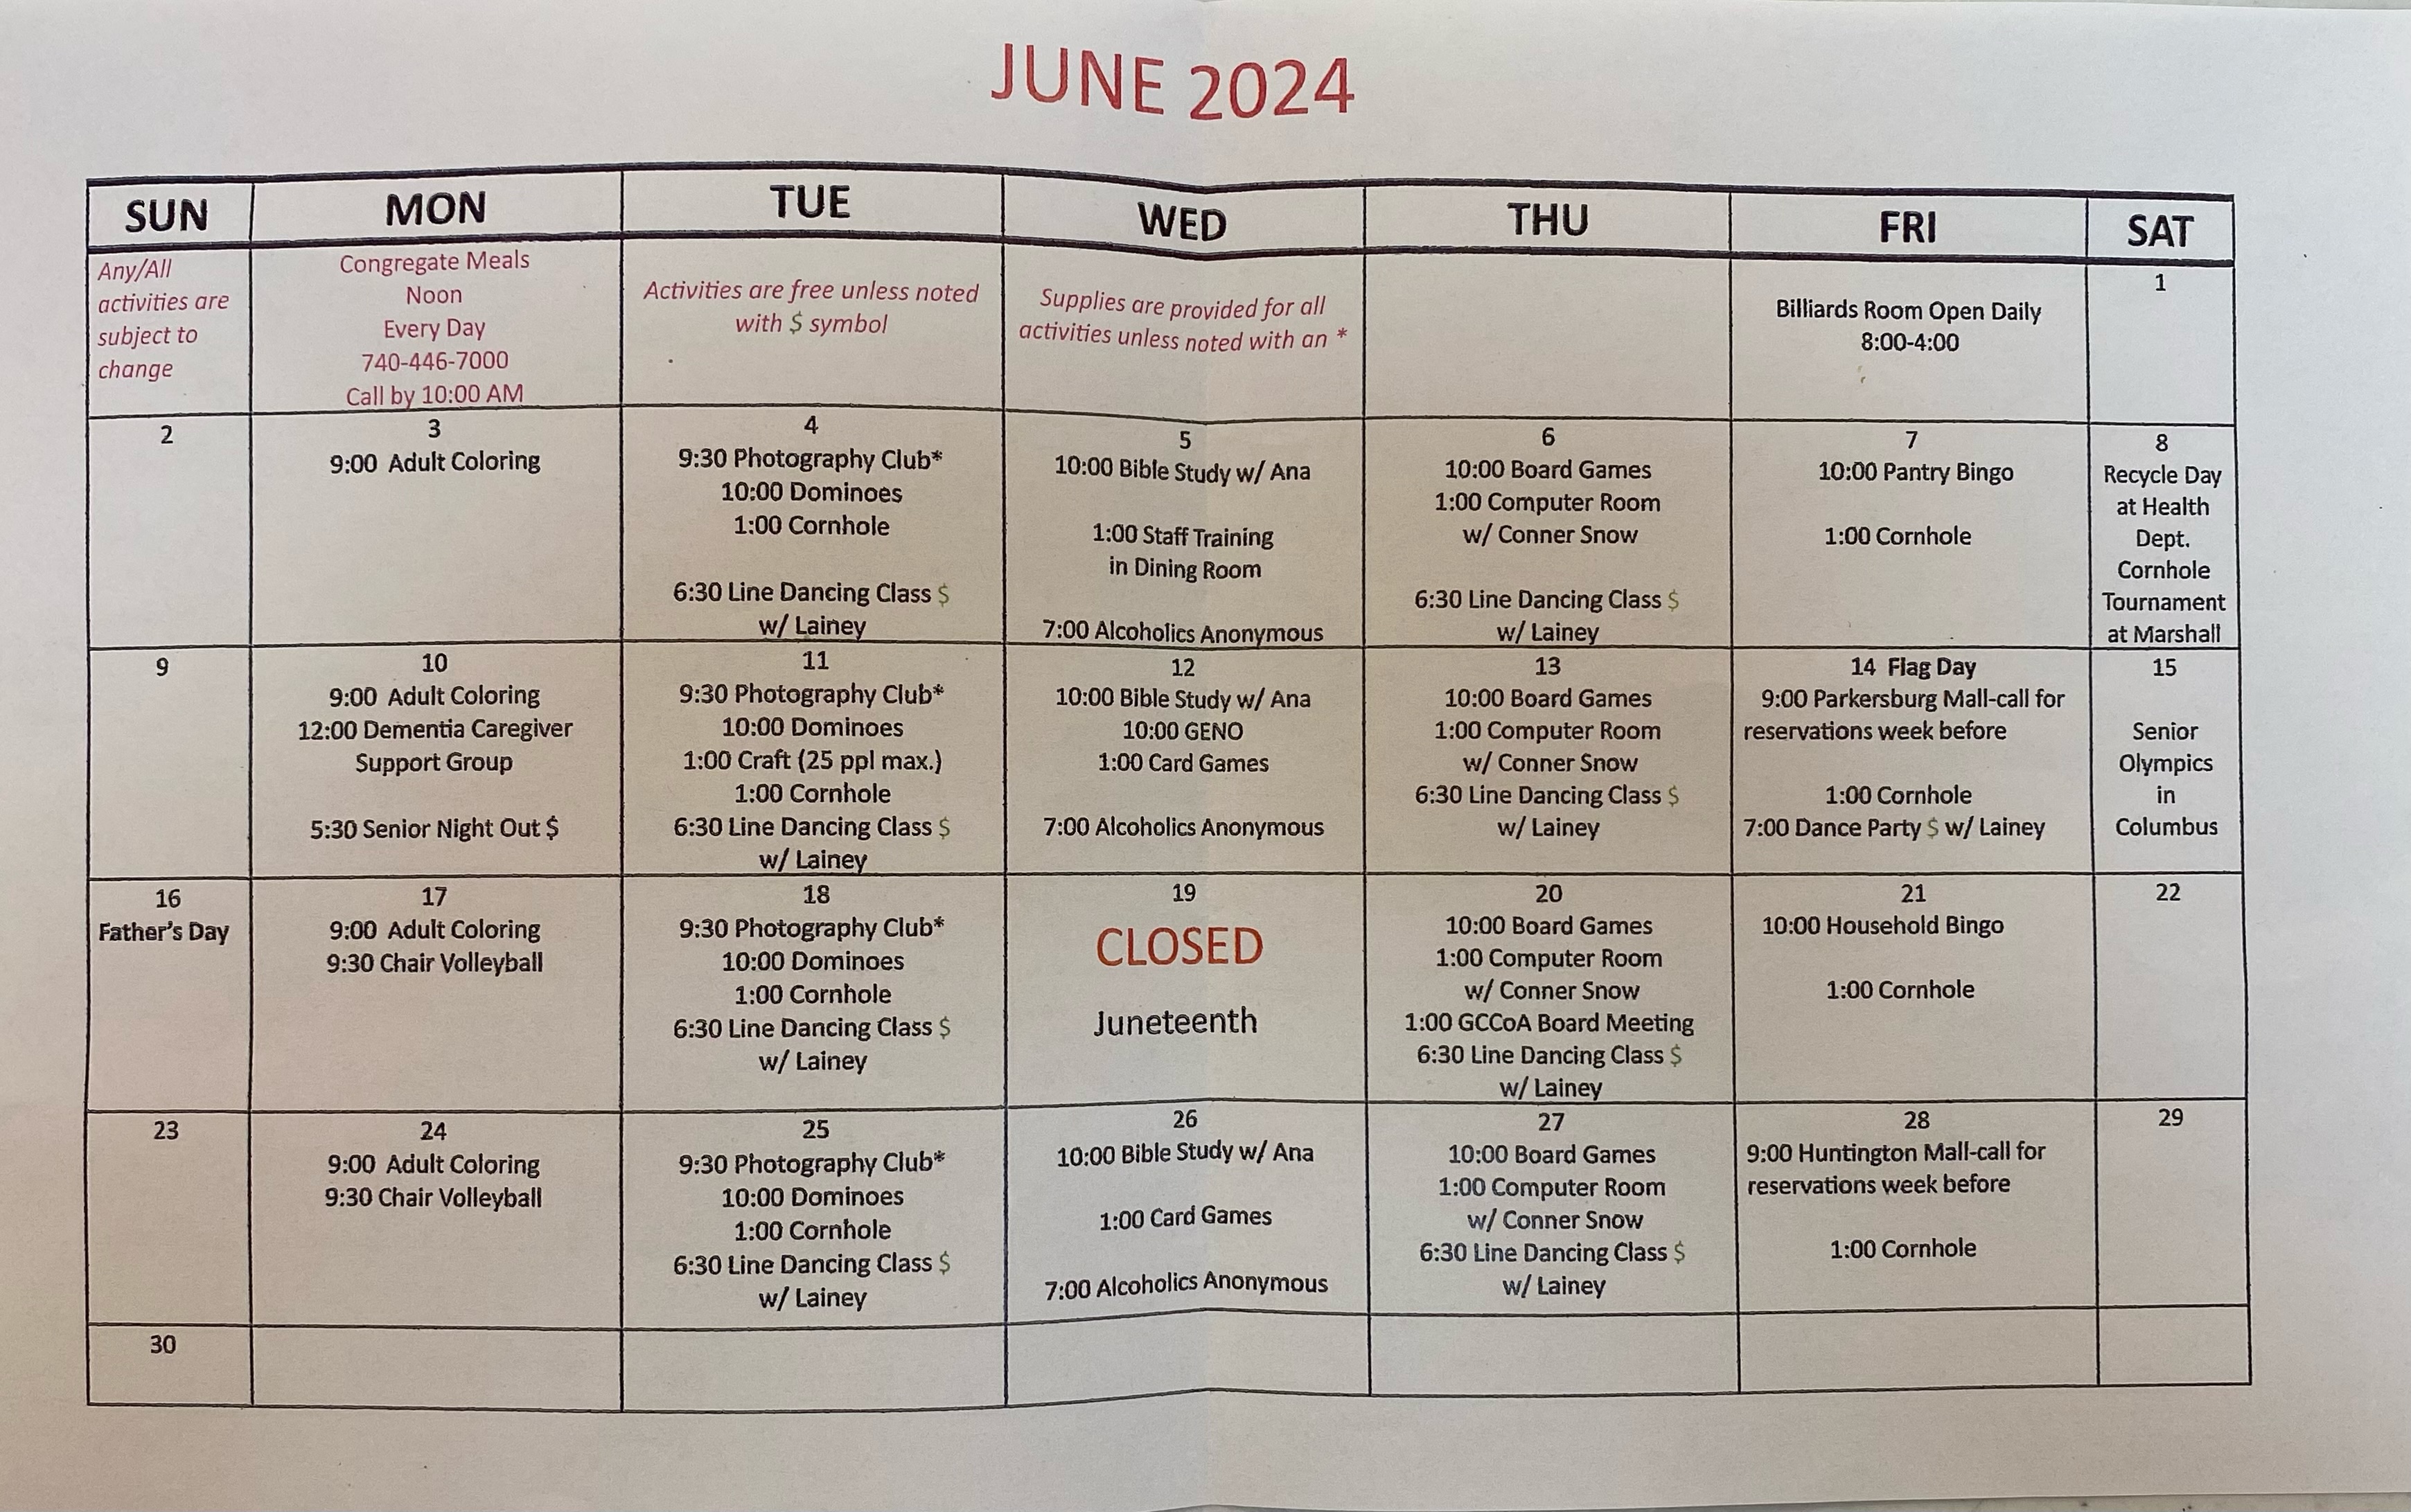 JUNE 2024
SUN
MON
TUE
WED
THU
FRI
SAT
Any/All
activities are
subject to
change
Congregate Meals
Noon
Every Day
740-446-7000
Call by 10:00 AM
Activities are free unless noted
with $ symbol
Supplies are provided for all
activities unless noted with an *
Billiards Room Open Daily
8:00-4:00
1
2
3
9:00 Adult Coloring
4
9:30 Photography Club*
10:00 Dominoes
1:00 Cornhole
6:30 Line Dancing Class $
w/ Lainey
5
10:00 Bible Study w/ Ana
1:00 Staff Training
in Dining Room
7:00 Alcoholics Anonymous
6
10:00 Board Games
1:00 Computer Room
w/ Conner Snow
6:30 Line Dancing Class $
w/ Lainey
7
10:00 Pantry Bingo
1:00 Cornhole
8
Recycle Day
at Health
Dept.
Cornhole
Tournament
at Marshall
9
10
9:00 Adult Coloring
12:00 Dementia Caregiver
Support Group
5:30 Senior Night Out $
11
9:30 Photography Club*
10:00 Dominoes
1:00 Craft (25 ppl max.)
1:00 Cornhole
6:30 Line Dancing Class $
w/ Lainey
12
10:00 Bible Study w/ Ana
10:00 GENO
1:00 Card Games
7:00 Alcoholics Anonymous
13
10:00 Board Games
1:00 Computer Room
w/ Conner Snow
6:30 Line Dancing Class $
w/ Lainey
14 Flag Day
9:00 Parkersburg Mall-call for
reservations week before
1:00 Cornhole
7:00 Dance Party $ w/ Lainey
15
Senior
Olympics
in
Columbus
16
Father's Day
17
9:00 Adult Coloring
9:30 Chair Volleyball
18
9:30 Photography Club*
10:00 Dominoes
1:00 Cornhole
6:30 Line Dancing Class $
w/ Lainey
19
CLOSED
Juneteenth
20
10:00 Board Games
1:00 Computer Room
w/ Conner Snow
1:00 GCCoA Board Meeting
6:30 Line Dancing Class $
w/ Lainey
21
10:00 Household Bingo
1:00 Cornhole
22
23
24
9:00 Adult Coloring
9:30 Chair Volleyball
25
9:30 Photography Club*
10:00 Dominoes
1:00 Cornhole
6:30 Line Dancing Class $
w/ Lainey
26
10:00 Bible Study w/ Ana
1:00 Card Games
7:00 Alcoholics Anonymous
27
10:00 Board Games
1:00 Computer Room
w/ Conner Snow
6:30 Line Dancing Class $
w/ Lainey
28
9:00 Huntington Mall-call for
reservations week before
1:00 Cornhole
29
30